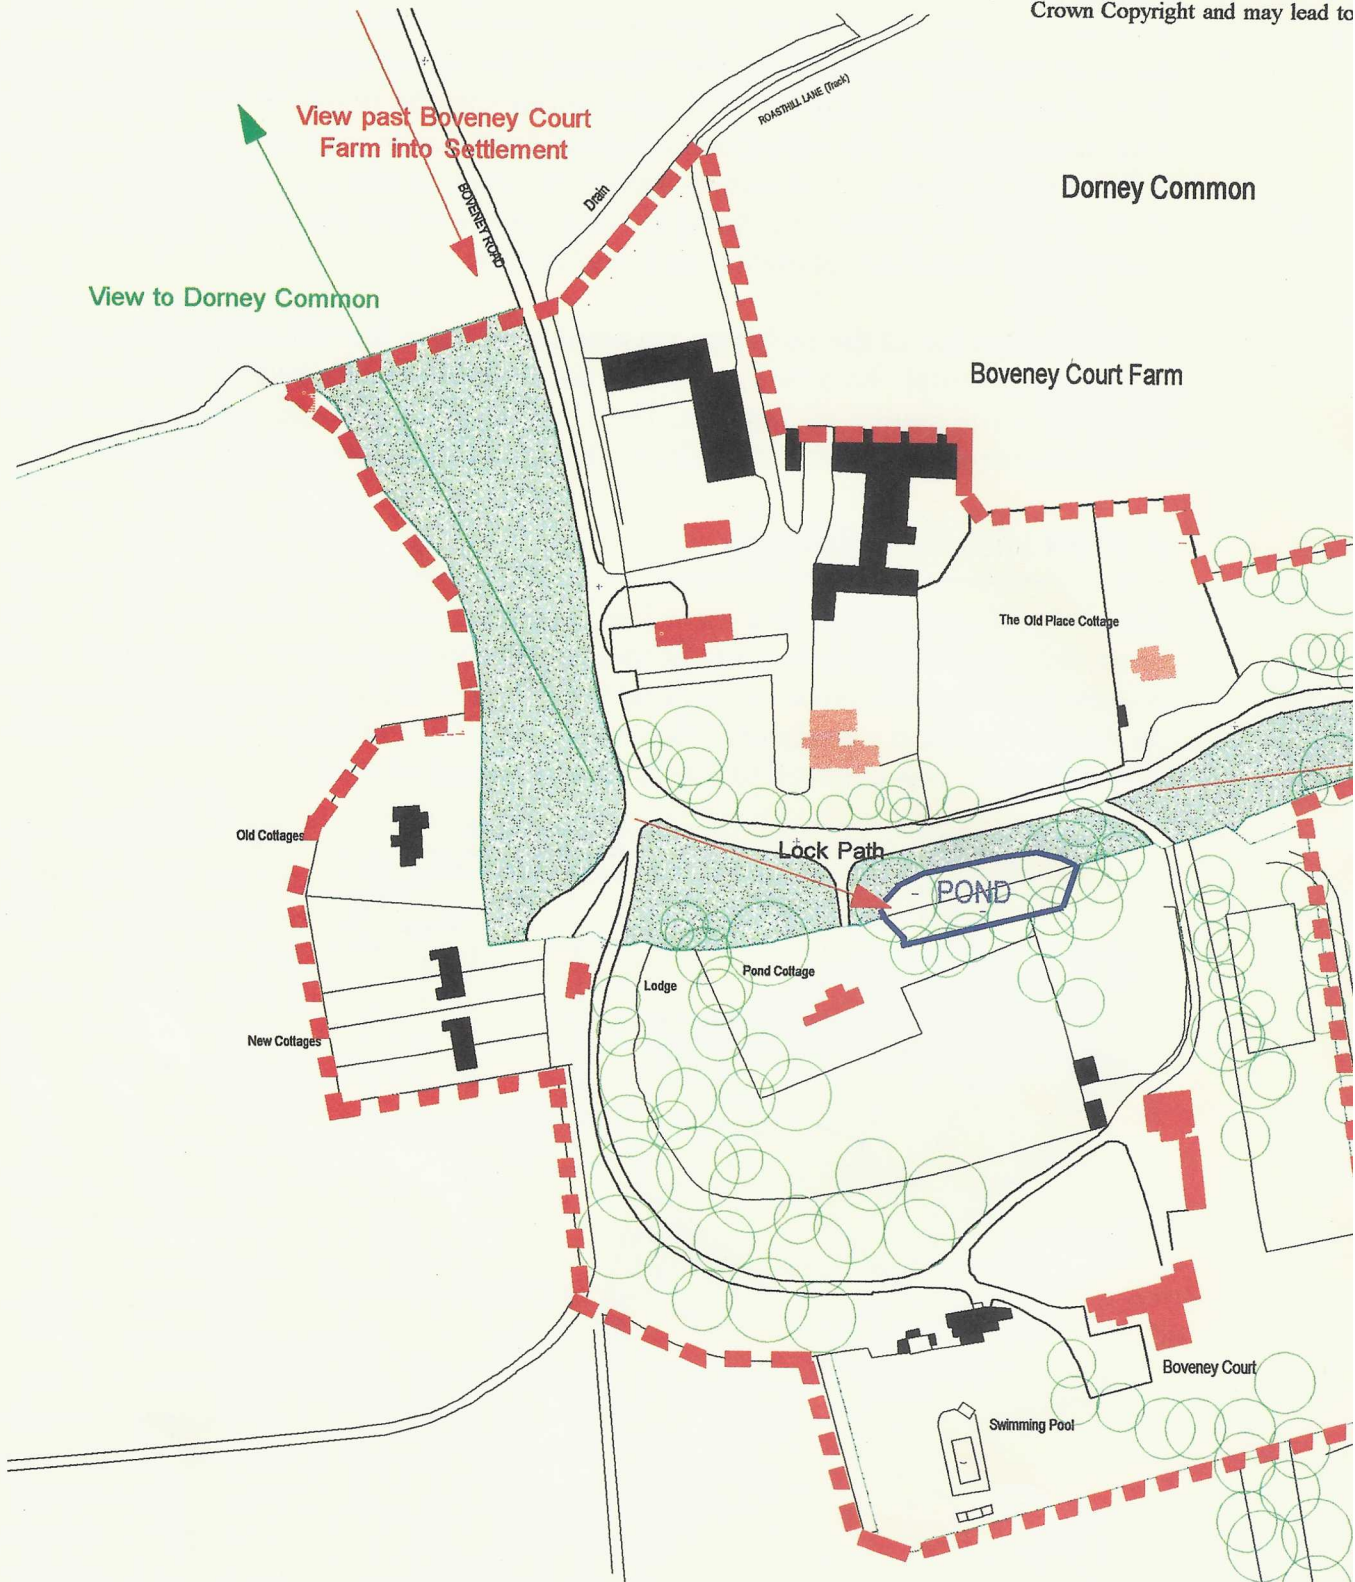 Crown Copyright and may lead to
View past Boveney Court
Farm into Settlement
ROASTHILL LANE (Track)
Drain
BOVENEY ROAD
Dorney Common
View to Dorney Common
Boveney Court Farm
The Old Place Cottage
Old Cottages
Lock Path
POND
Pond Cottage
Lodge
New Cottages
Boveney Court
Swimming Pool